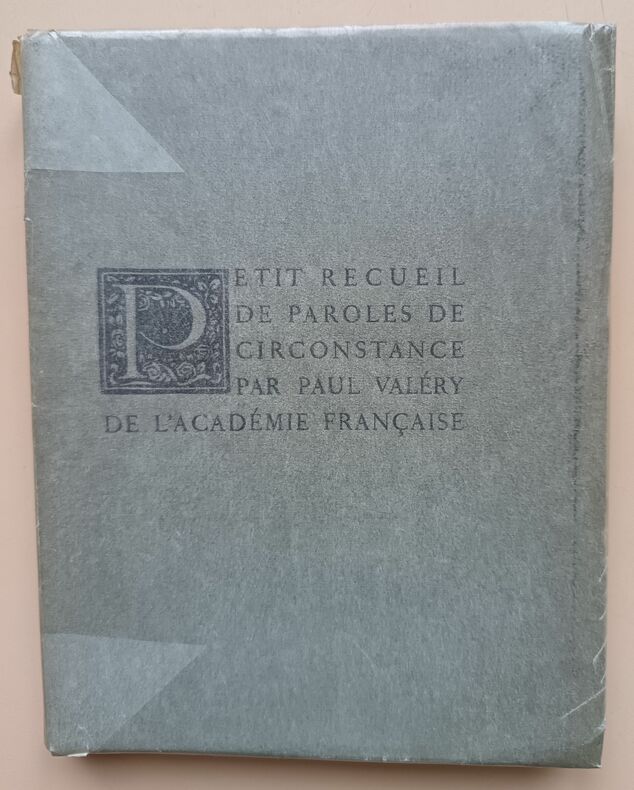 PETIT RECUEIL
DE PAROLES DE
CIRCONSTANCE
PAR PAUL VALÉRY
DE L'ACADÉMIE FRANÇAISE